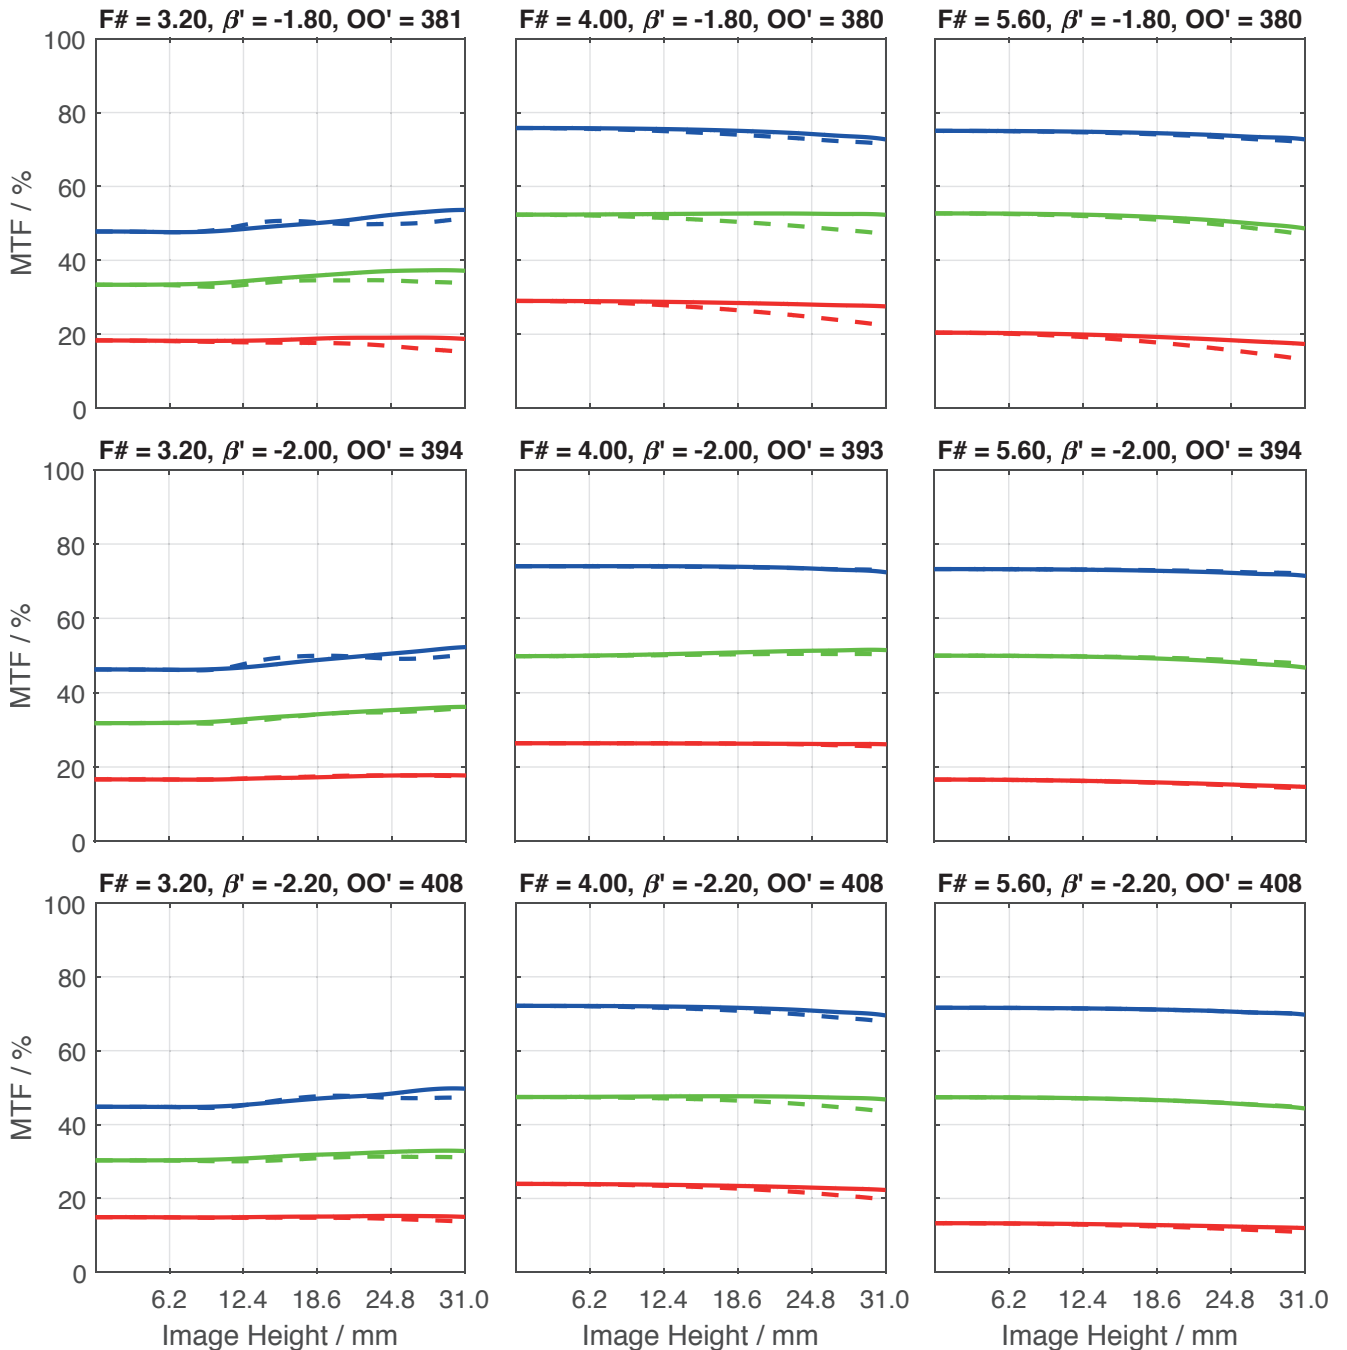 F# = 3.20, β' = -1.80, OO' = 381
F# = 4.00, β' = -1.80, OO' = 380
F# = 5.60, β' = -1.80, OO' = 380
100
80
60
40
20
0
MTF / %
F# = 3.20, β' = -2.00, OO' = 394
F# = 4.00, β' = -2.00, OO' = 393
F# = 5.60, β' = -2.00, OO' = 394
100
80
60
40
20
0
MTF / %
F# = 3.20, β' = -2.20, OO' = 408
F# = 4.00, β' = -2.20, OO' = 408
F# = 5.60, β' = -2.20, OO' = 408
100
80
60
40
20
0
MTF / %
6.2 12.4 18.6 24.8 31.0
6.2 12.4 18.6 24.8 31.0
6.2 12.4 18.6 24.8 31.0
Image Height / mm
Image Height / mm
Image Height / mm